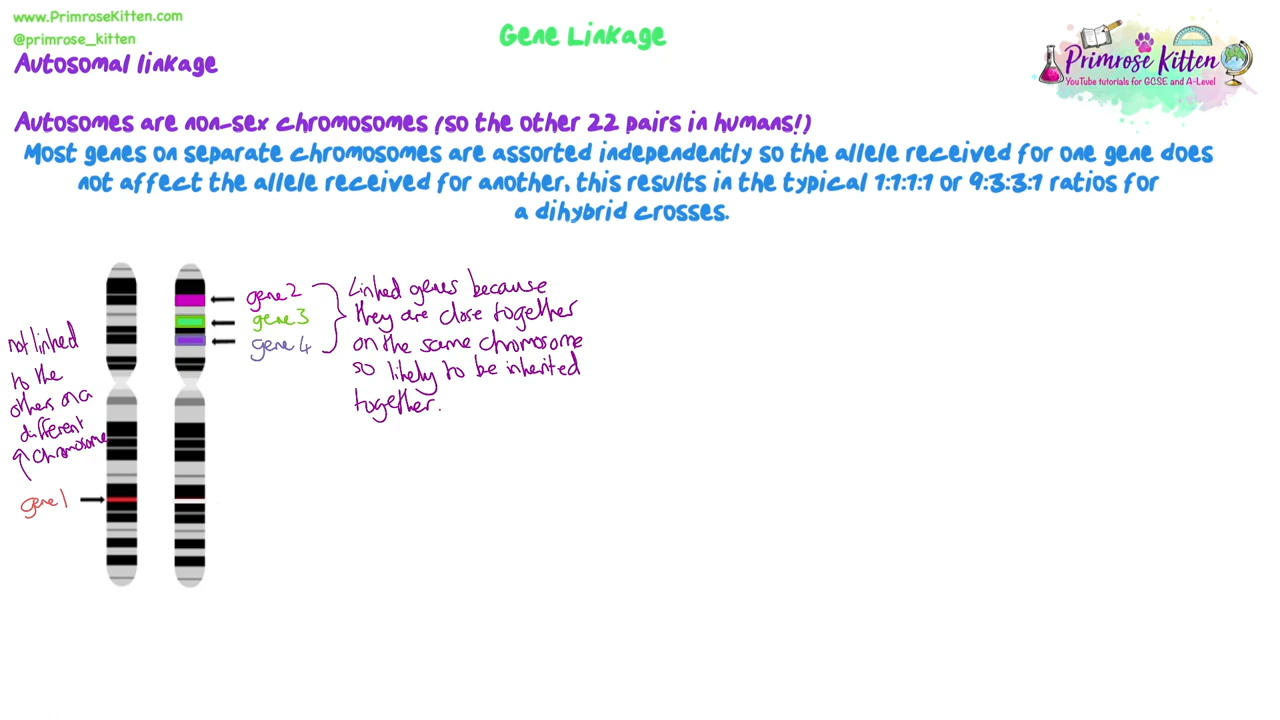 www.PrimroseKitten.com
@primrose_kitten
Gene Linkage
Primrose Kitten
YouTube tutorials for GCSE and A-Level
Autosomal linkage
Autosomes are non-sex chromosomes (so the other 22 pairs in humans!)
Most genes on separate chromosomes are assorted independently so the allele received for one gene does
not affect the allele received for another, this results in the typical 1:1:1:1 or 9:3:3:1 ratios for
a dihybrid crosses.
not linked
to the
others on a
different
chromosome
gene 1
gene 2
gene 3
gene 4
Linked genes because
they are close together
on the same chromosome
so likely to be inherited
together.